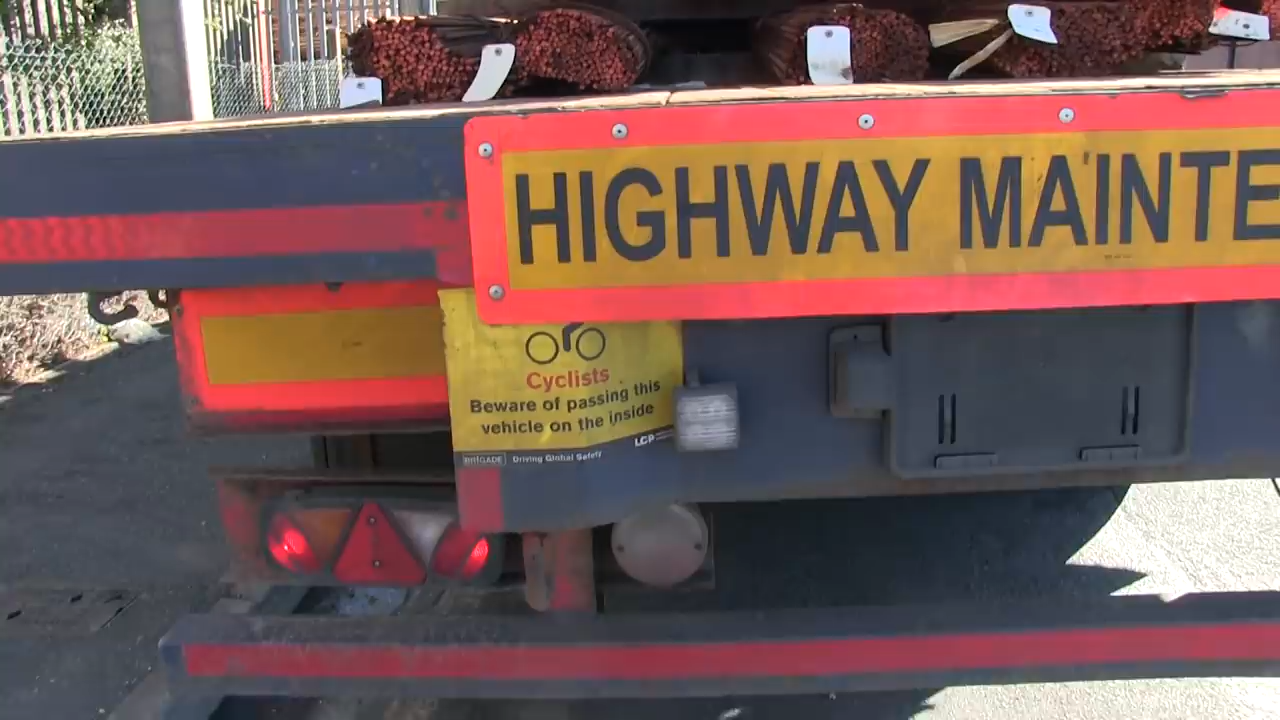 HIGHWAY MAINTE
Cyclists
Beware of passing this
vehicle on the inside
LCP
BRIGADE Driving Global Safety